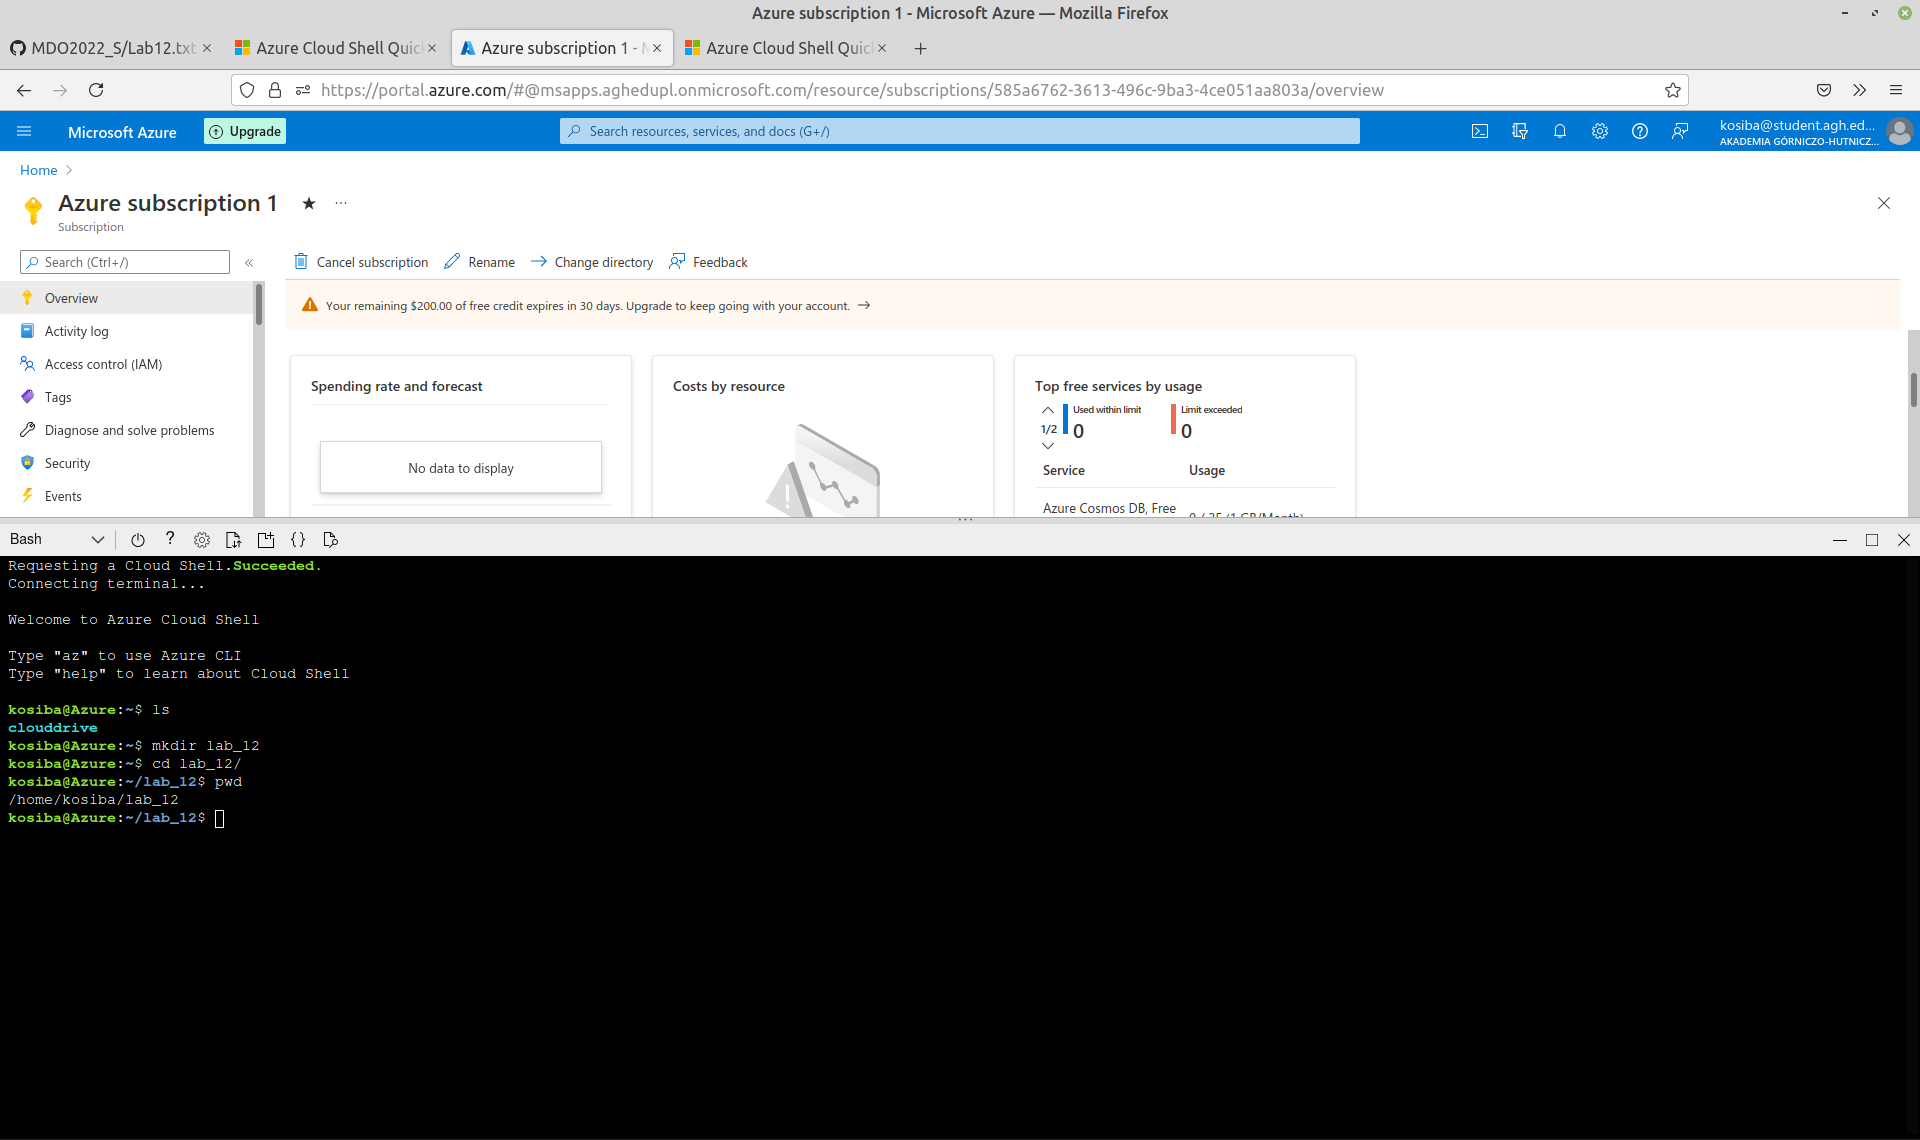 Azure subscription 1 - Microsoft Azure — Mozilla Firefox
MDO2022_S/Lab12.txt
Azure Cloud Shell Quic
Azure subscription 1 - M
Azure Cloud Shell Quic
https://portal.azure.com/#@msapps.aghedupl.onmicrosoft.com/resource/subscriptions/585a6762-3613-496c-9ba3-4ce051aa803a/overview
Microsoft Azure
Upgrade
Search resources, services, and docs (G+/)
kosiba@student.agh.ed...
AKADEMIA GÓRNICZO-HUTNICZ...
Home
Azure subscription 1
Subscription
Search (Ctrl+/)
Cancel subscription
Rename
Change directory
Feedback
Your remaining $200.00 of free credit expires in 30 days. Upgrade to keep going with your account.
Overview
Activity log
Access control (IAM)
Tags
Diagnose and solve problems
Security
Events
Spending rate and forecast
No data to display
Costs by resource
Top free services by usage
1/2
Used within limit
0
Limit exceeded
0
Service Usage
Azure Cosmos DB, Free 0 / 25 (1 GB/Month)
Bash
Requesting a Cloud Shell.Succeeded.
Connecting terminal...
Welcome to Azure Cloud Shell
Type "az" to use Azure CLI
Type "help" to learn about Cloud Shell
kosiba@Azure:~$ ls
clouddrive
kosiba@Azure:~$ mkdir lab_12
kosiba@Azure:~$ cd lab_12/
kosiba@Azure:~/lab_12$ pwd
/home/kosiba/lab_12
kosiba@Azure:~/lab_12$